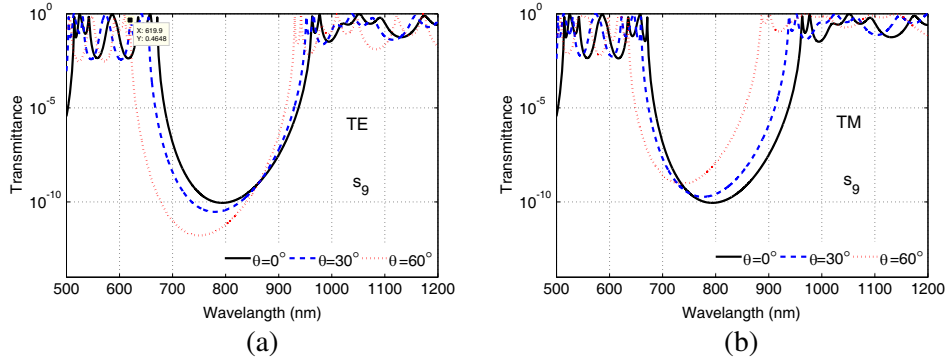 10^0
10^-5
10^-10
Transmittance
X: 619.9
Y: 0.4648
TE
s_9
θ=0° θ=30° θ=60°
500 600 700 800 900 1000 1100 1200
Wavelangth (nm)
(a)
10^0
10^-5
10^-10
Transmittance
TM
s_9
θ=0° θ=30° θ=60°
500 600 700 800 900 1000 1100 1200
Wavelangth (nm)
(b)